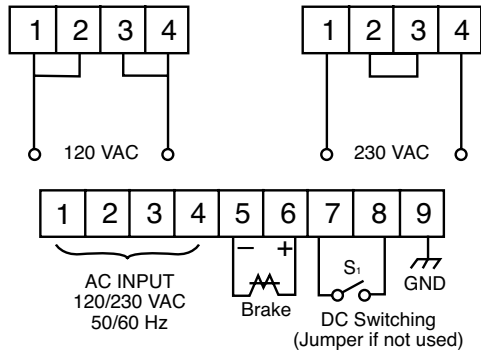 1 2 3 4
120 VAC
1 2 3 4
230 VAC
1 2 3 4 5 6 7 8 9
− +
AC INPUT
120/230 VAC
50/60 Hz
Brake
S₁
DC Switching
(Jumper if not used)
GND